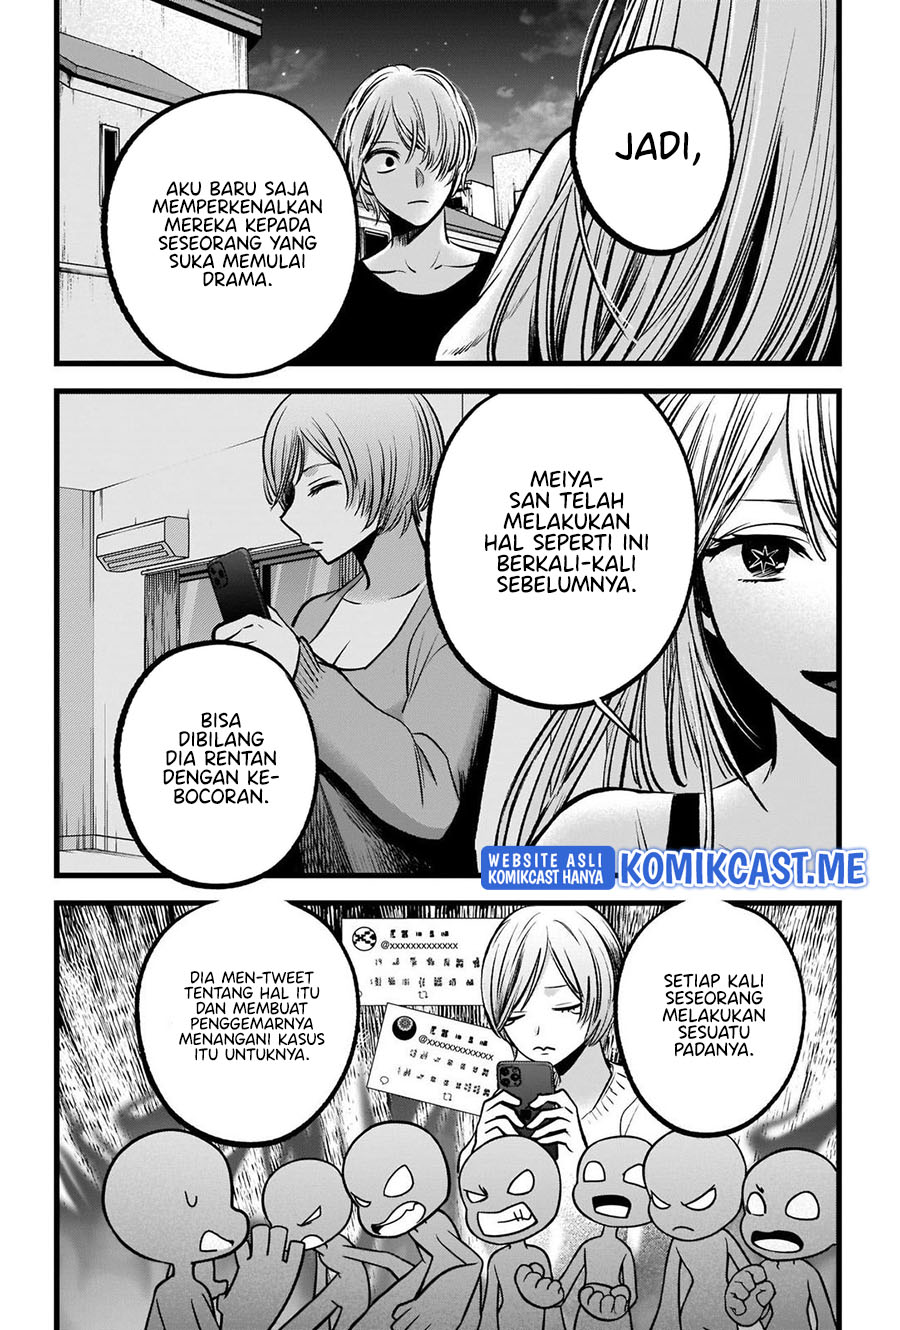 JADI,
AKU BARU SAJA
MEMPERKENALKAN
MEREKA KEPADA
SESEORANG YANG
SUKA MEMULAI
DRAMA.
MEIYA-
SAN TELAH
MELAKUKAN
HAL SEPERTI INI
BERKALI-KALI
SEBELUMNYA.
BISA
DIBILANG
DIA RENTAN
DENGAN KE-
BOCORAN.
WEBSITE ASLI
KOMIKCAST HANYA
KOMIKCAST.ME
SETIAP KALI
SESEORANG
MELAKUKAN
SESUATU
PADANYA.
@xxxxxxxxxxxxx
@xxxxxxxxxxxxx
DIA MEN-TWEET
TENTANG HAL ITU
DAN MEMBUAT
PENGGEMARNYA
MENANGANI KASUS
ITU UNTUKNYA.